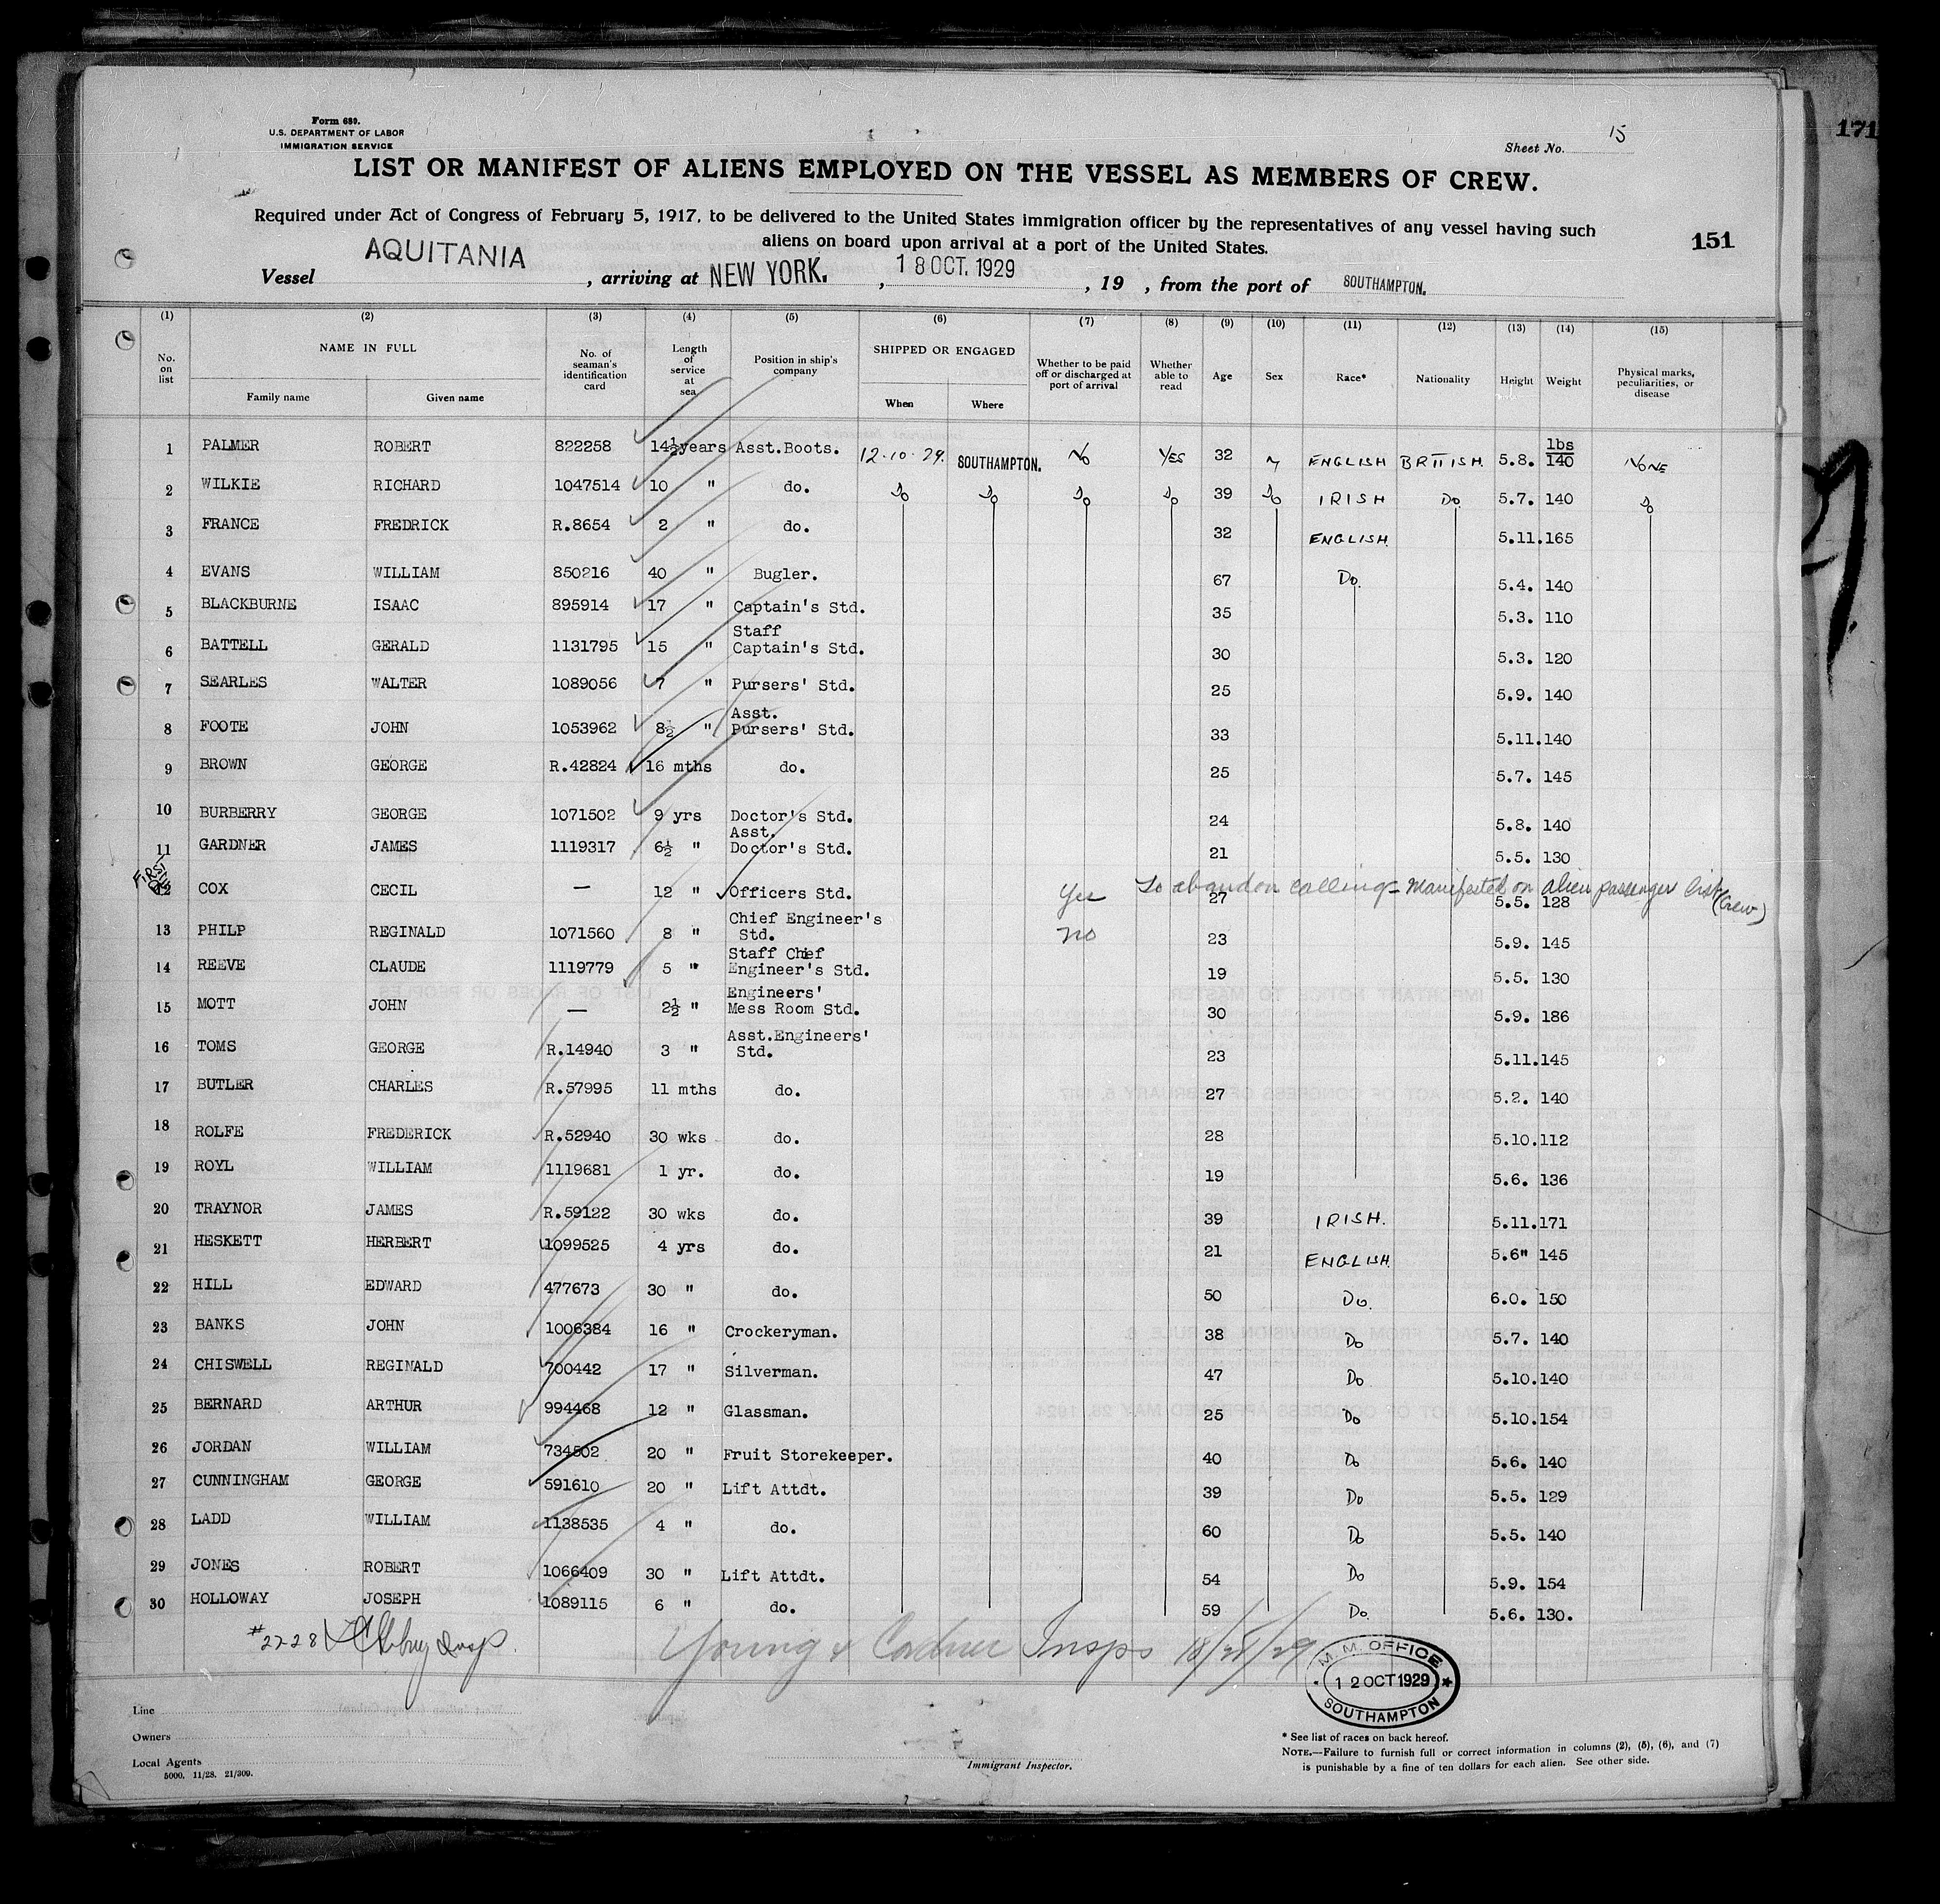 Form 689.
U.S. DEPARTMENT OF LABOR
IMMIGRATION SERVICE
Sheet No. 15
171
LIST OR MANIFEST OF ALIENS EMPLOYED ON THE VESSEL AS MEMBERS OF CREW.
Required under Act of Congress of February 5, 1917, to be delivered to the United States immigration officer by the representatives of any vessel having such
aliens on board upon arrival at a port of the United States.
151
Vessel AQUITANIA , arriving at NEW YORK. , 18 OCT. 1929 , 19 , from the port of SOUTHAMPTON.
(1) (2) (3) (4) (5) (6) (7) (8) (9) (10) (11) (12) (13) (14) (15)
No. on list NAME IN FULL Family name Given name No. of seaman's identification card Length of service at sea Position in ship's company SHIPPED OR ENGAGED When Where Whether to be paid off or discharged at port of arrival Whether able to read Age Sex Race* Nationality Height Weight Physical marks, peculiarities, or disease
1 PALMER ROBERT 822258 14½ years Asst.Boots. 12.10.29. SOUTHAMPTON. No YES 32 M ENGLISH BRITISH. 5.8. lbs 140 NONE
2 WILKIE RICHARD 1047514 10 " do. Do Do Do Do 39 Do IRISH Do 5.7. 140 Do
3 FRANCE FREDRICK R.8654 2 " do. 32 ENGLISH. 5.11. 165
4 EVANS WILLIAM 850216 40 " Bugler. 67 Do. 5.4. 140
5 BLACKBURNE ISAAC 895914 17 " Captain's Std. 35 5.3. 110
6 BATTELL GERALD 1131795 15 " Staff Captain's Std. 30 5.3. 120
7 SEARLES WALTER 1089056 7 " Pursers' Std. 25 5.9. 140
8 FOOTE JOHN 1053962 8½ " Asst. Pursers' Std. 33 5.11. 140
9 BROWN GEORGE R.42824 16 mths do. 25 5.7. 145
10 BURBERRY GEORGE 1071502 9 yrs Doctor's Std. 24 5.8. 140
11 GARDNER JAMES 1119317 6½ " Asst. Doctor's Std. 21 5.5. 130
FIRST
12 COX CECIL — 12 " Officers Std. Yes To abandon calling - Manifested on alien passenger list (Crew) 27 5.5. 128
13 PHILP REGINALD 1071560 8 " Chief Engineer's Std. no 23 5.9. 145
14 REEVE CLAUDE 1119779 5 " Staff Chief Engineer's Std. 19 5.5. 130
15 MOTT JOHN — 2½ " Engineers' Mess Room Std. 30 5.9. 186
16 TOMS GEORGE R.14940 3 " Asst.Engineers' Std. 23 5.11. 145
17 BUTLER CHARLES R.57995 11 mths do. 27 5.2. 140
18 ROLFE FREDERICK R.52940 30 wks do. 28 5.10. 112
19 ROYL WILLIAM 1119681 1 yr. do. 19 5.6. 136
20 TRAYNOR JAMES R.59122 30 wks do. 39 IRISH. 5.11. 171
21 HESKETT HERBERT 1099525 4 yrs do. 21 ENGLISH. 5.6" 145
22 HILL EDWARD 477673 30 " do. 50 Do. 6.0. 150
23 BANKS JOHN 1006384 16 " Crockeryman. 38 Do 5.7. 140
24 CHISWELL REGINALD 700442 17 " Silverman. 47 Do 5.10. 140
25 BERNARD ARTHUR 994468 12 " Glassman. 25 Do 5.10. 154
26 JORDAN WILLIAM 734502 20 " Fruit Storekeeper. 40 Do 5.6. 140
27 CUNNINGHAM GEORGE 591610 20 " Lift Attdt. 39 Do 5.5. 129
28 LADD WILLIAM 1138535 4 " do. 60 Do 5.5. 140
29 JONES ROBERT 1066409 30 " Lift Attdt. 54 Do 5.9. 154
30 HOLLOWAY JOSEPH 1089115 6 " do. 59 Do. 5.6. 130.
#27-28 Insp.
Young & Insps
M. M. OFFICE
12 OCT 1929
SOUTHAMPTON
Line
Owners
Local Agents
5000. 11/28. 21/309.
Immigrant Inspector.
* See list of races on back hereof.
NOTE.—Failure to furnish full or correct information in columns (2), (5), (6), and (7)
is punishable by a fine of ten dollars for each alien. See other side.